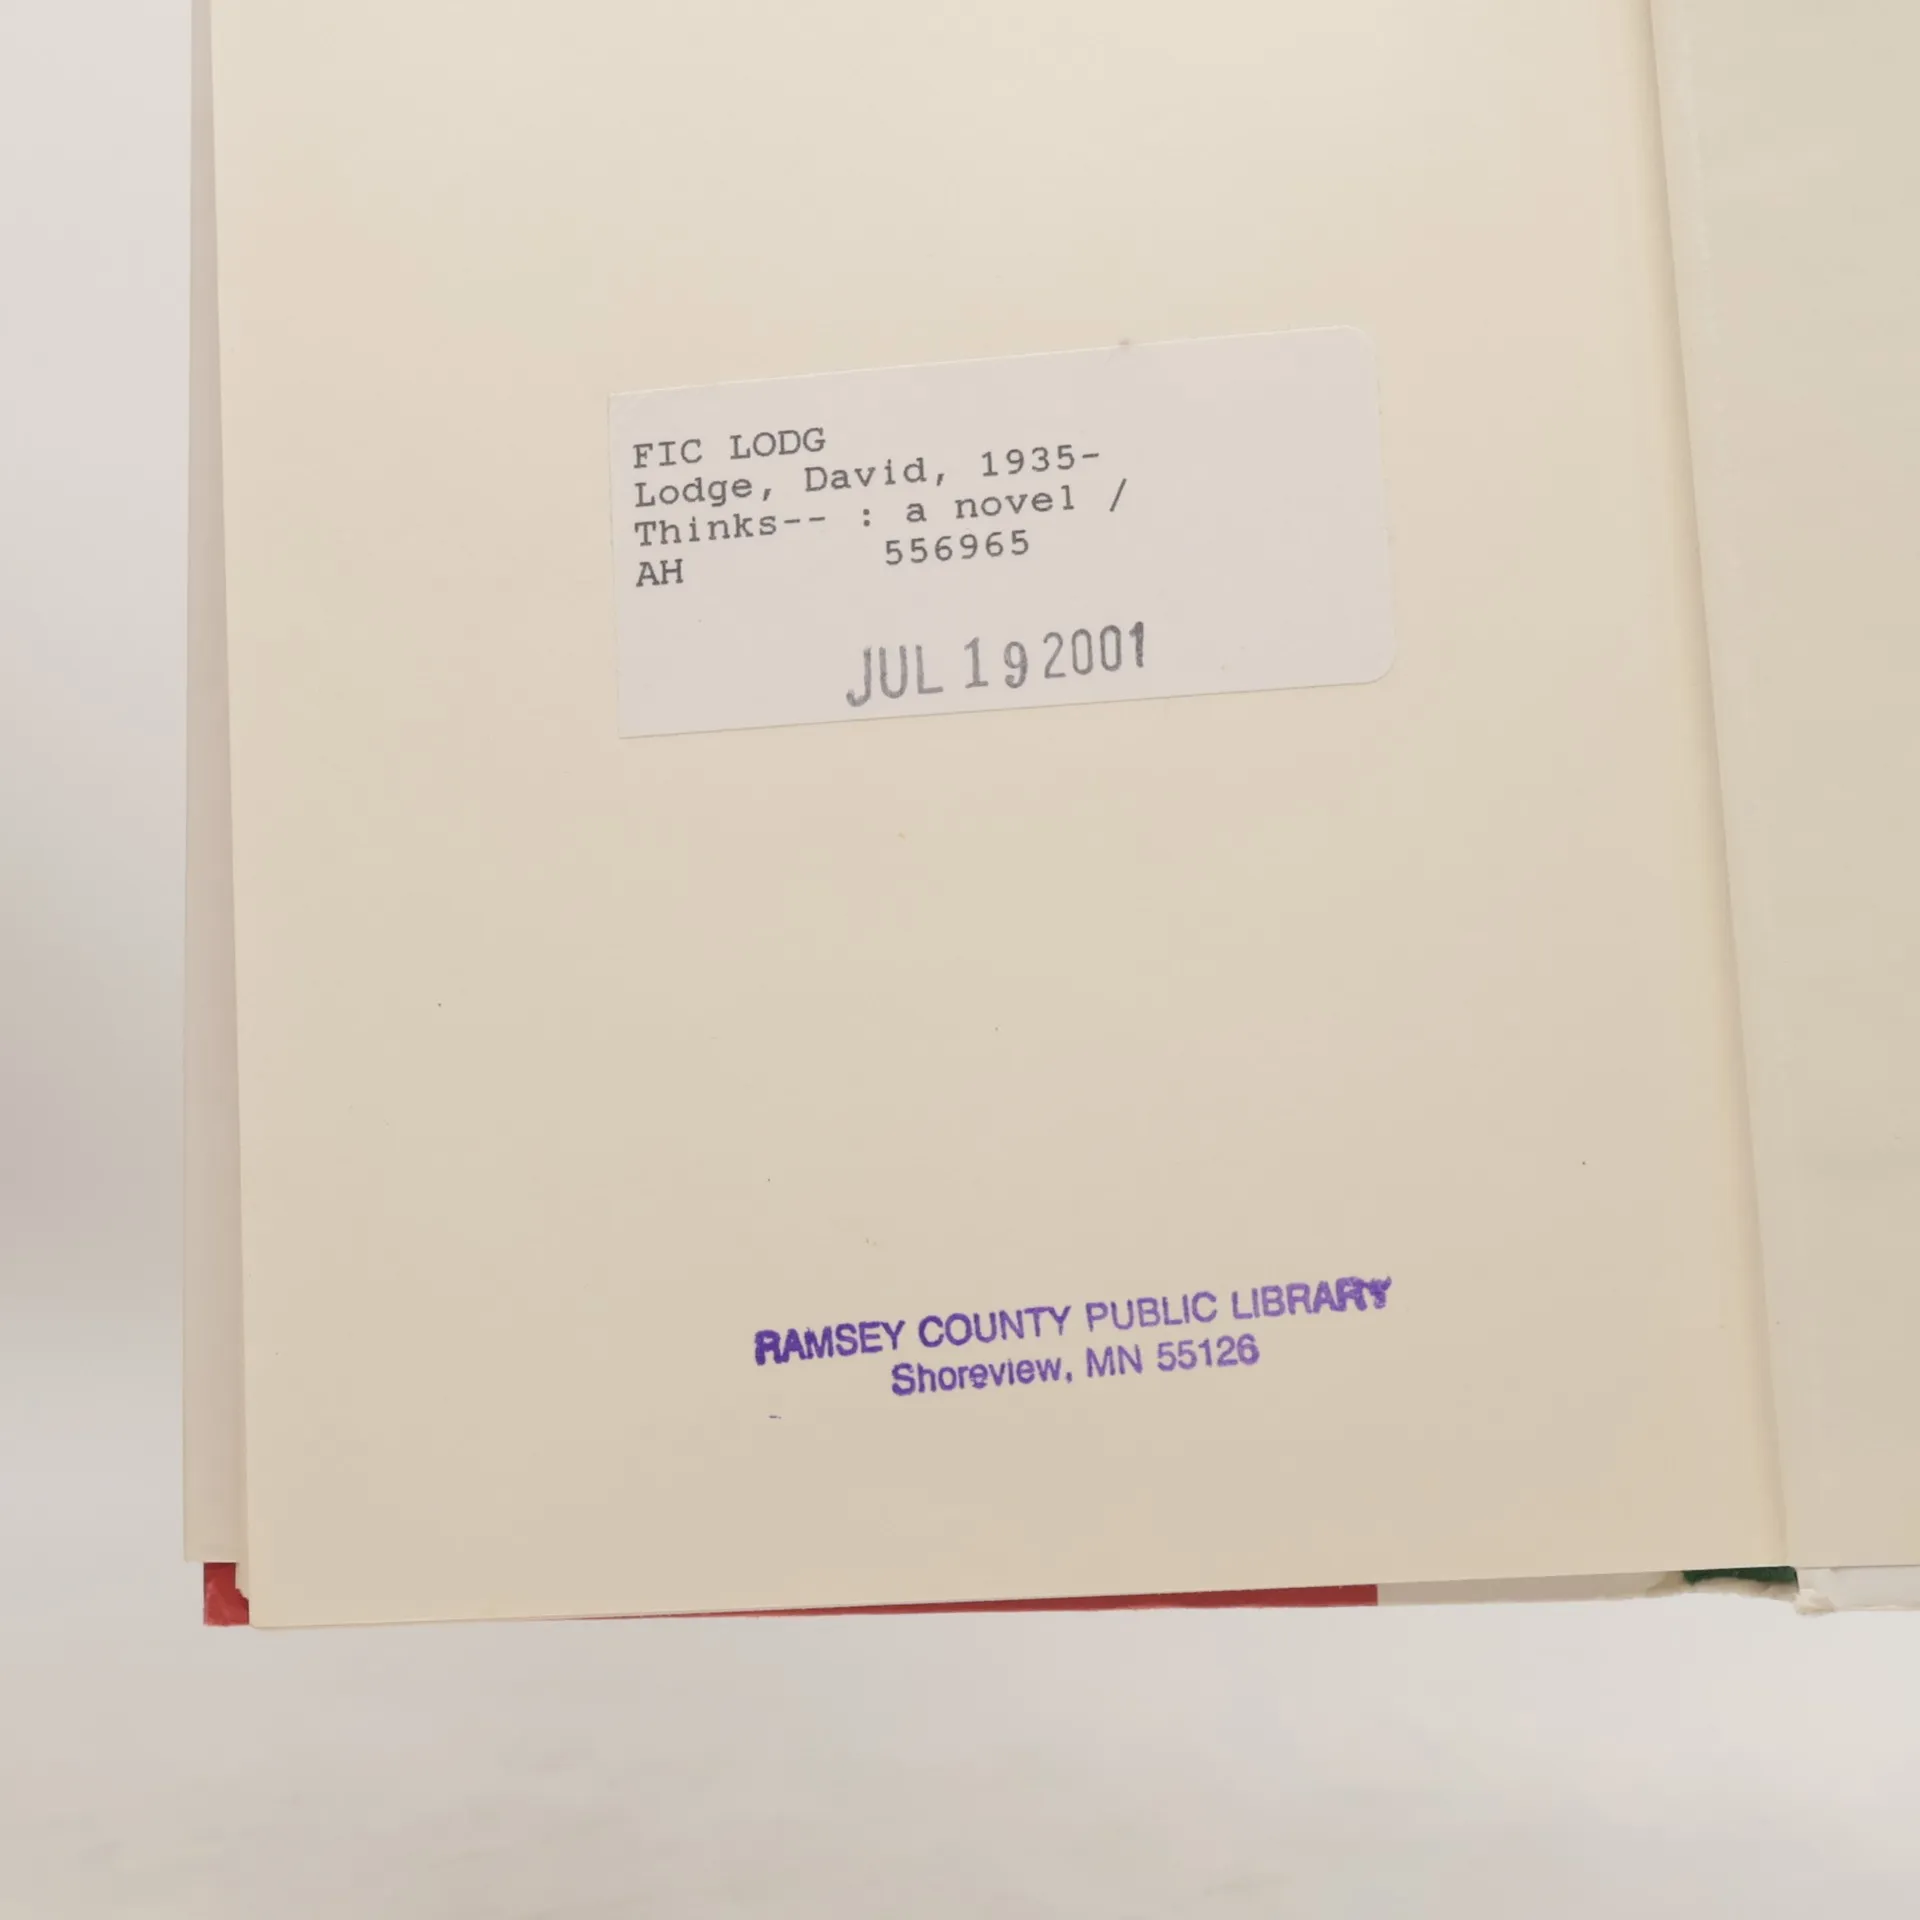 FIC LODG
Lodge, David, 1935-
Thinks-- : a novel /
AH 556965
JUL 19 2001
RAMSEY COUNTY PUBLIC LIBRARY
Shoreview, MN 55126